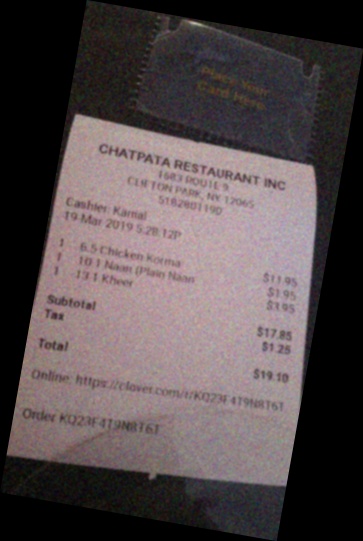 Place Your
Card Here
CHATPATA RESTAURANT INC
1683 ROUTE 9
CLIFTON PARK, NY 12065
5182801190
Cashier: Kamal
19-Mar-2019 5:28:12P
1 6.5 Chicken Korma $11.95
1 10.1 Naan (Plain Naan $1.95
1 13.1 Kheer $3.95
Subtotal $17.85
Tax $1.25
Total $19.10
Online: https://clover.com/r/KQ23F4T9N8T6T
Order KQ23F4T9N8T6T